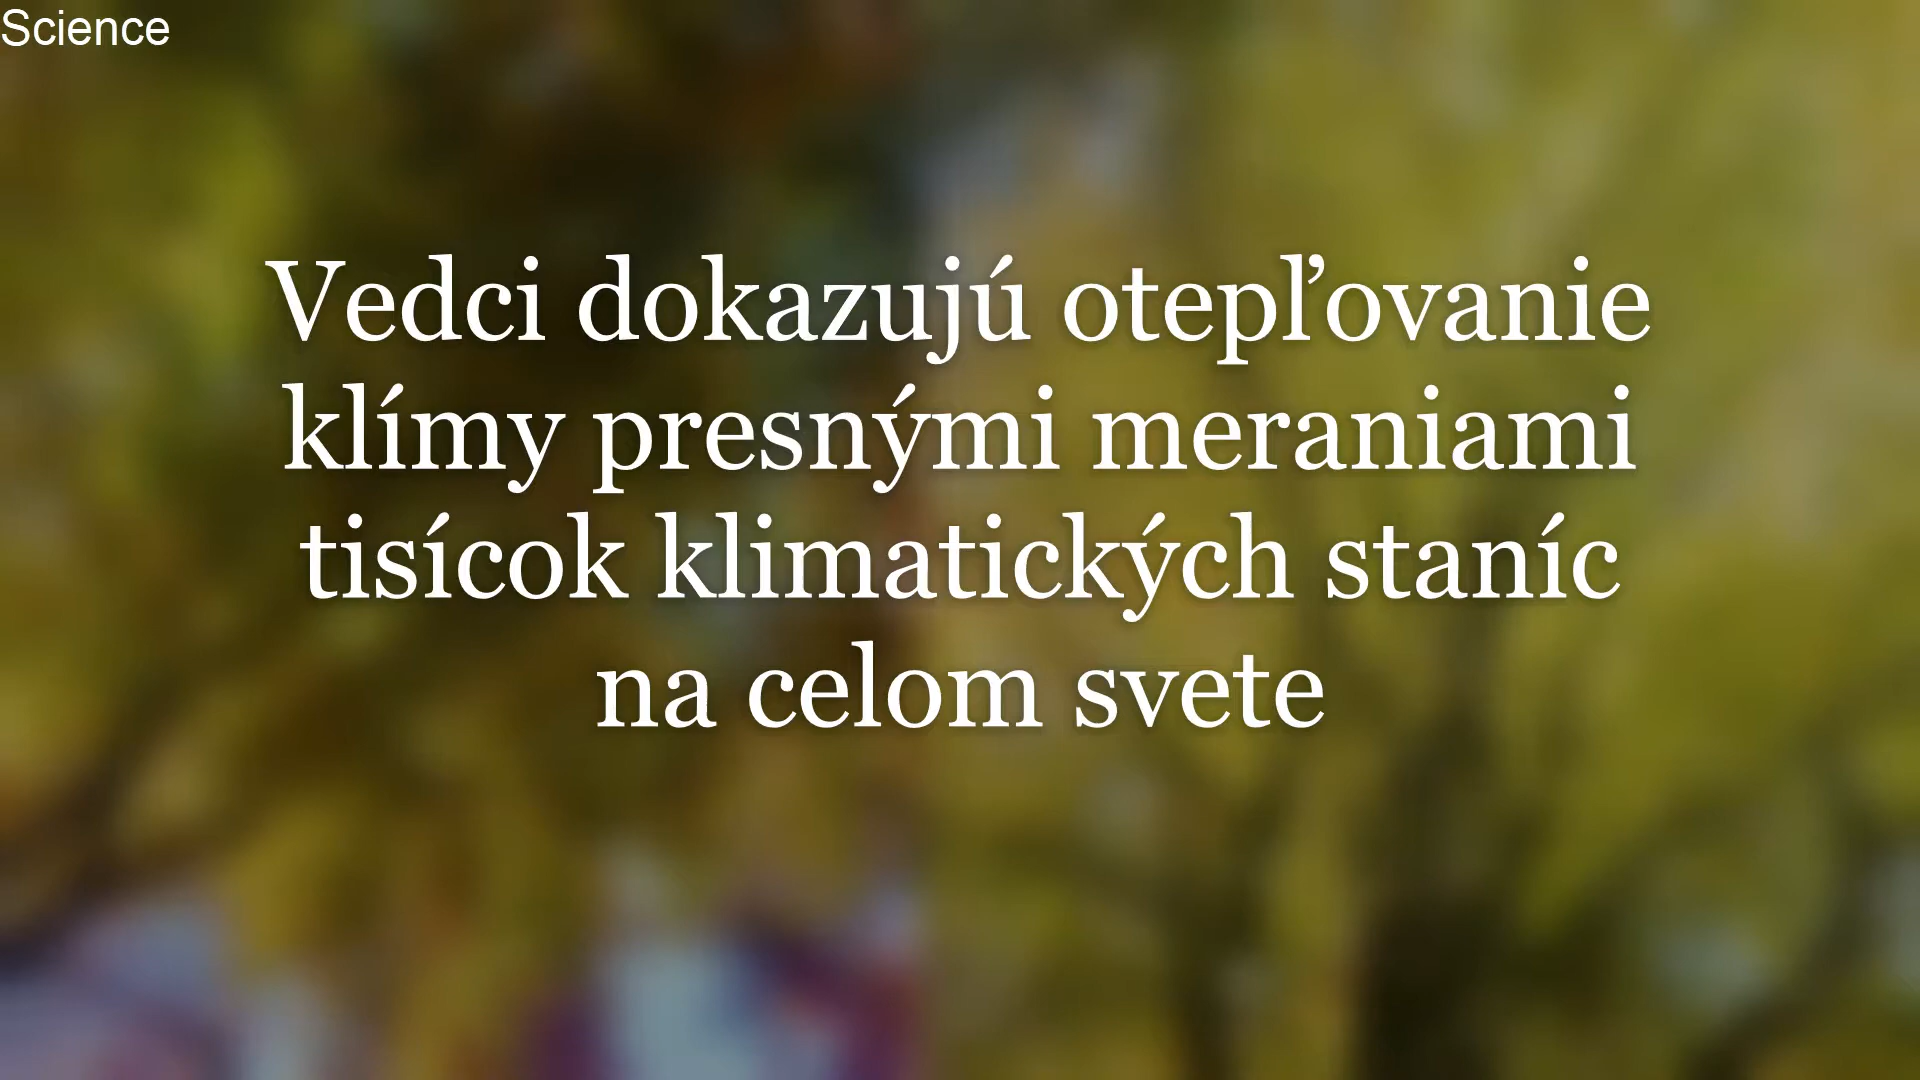 Science
Vedci dokazujú otepľovanie
klímy presnými meraniami
tisícok klimatických staníc
na celom svete